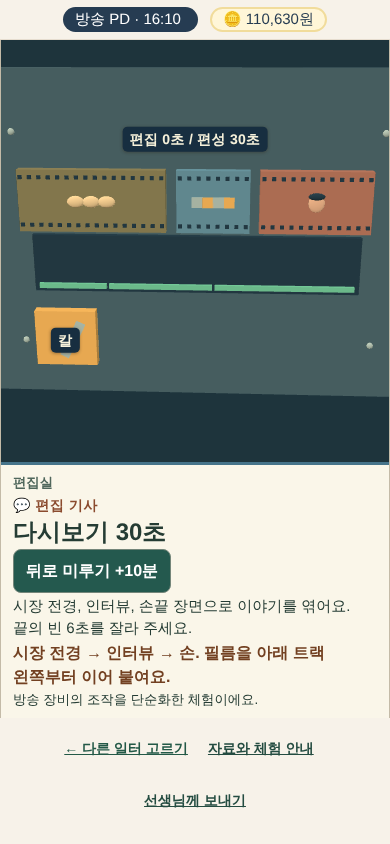 방송 PD · 16:10
110,630원
편집 0초 / 편성 30초
칼
편집실
편집 기사
다시보기 30초
뒤로 미루기 +10분
시장 전경, 인터뷰, 손끝 장면으로 이야기를 엮어요.
끝의 빈 6초를 잘라 주세요.
시장 전경 → 인터뷰 → 손. 필름을 아래 트랙
왼쪽부터 이어 붙여요.
방송 장비의 조작을 단순화한 체험이에요.
← 다른 일터 고르기 자료와 체험 안내
선생님께 보내기